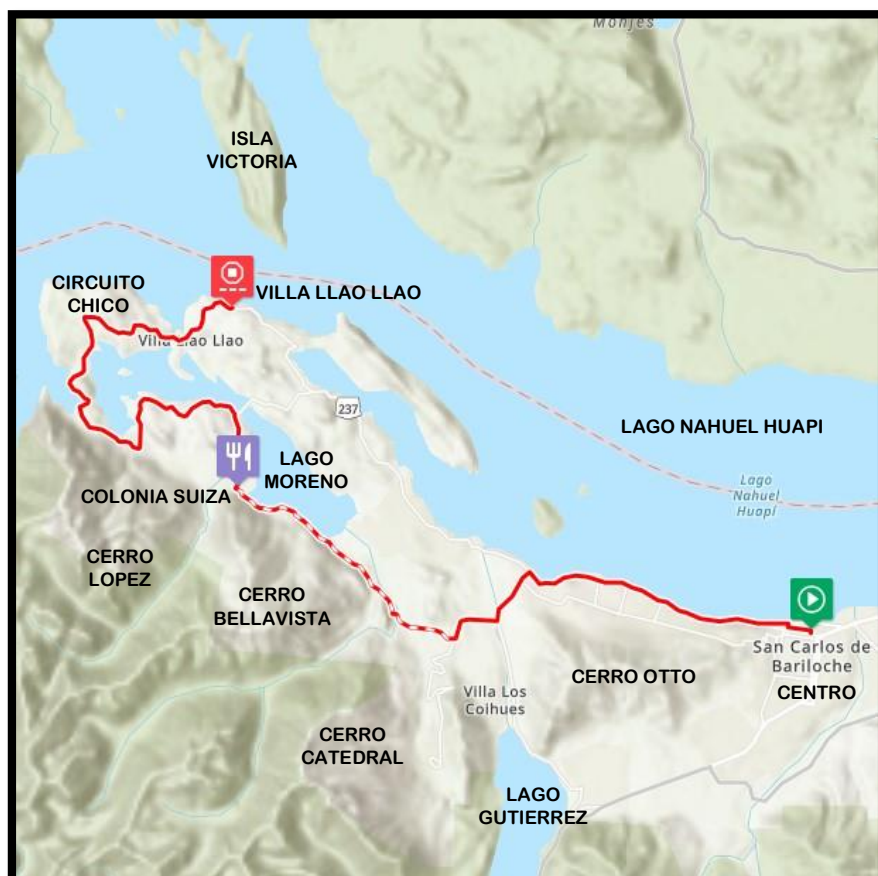 Monjes
ISLA
VICTORIA
CIRCUITO
CHICO
VILLA LLAO LLAO
Villa Llao Llao
237
LAGO NAHUEL HUAPI
LAGO
MORENO
Lago
Nahuel
Huapi
COLONIA SUIZA
CERRO
LOPEZ
CERRO
BELLAVISTA
San Carlos de
Bariloche
CERRO OTTO
CENTRO
Villa Los
Coihues
CERRO
CATEDRAL
LAGO
GUTIERREZ